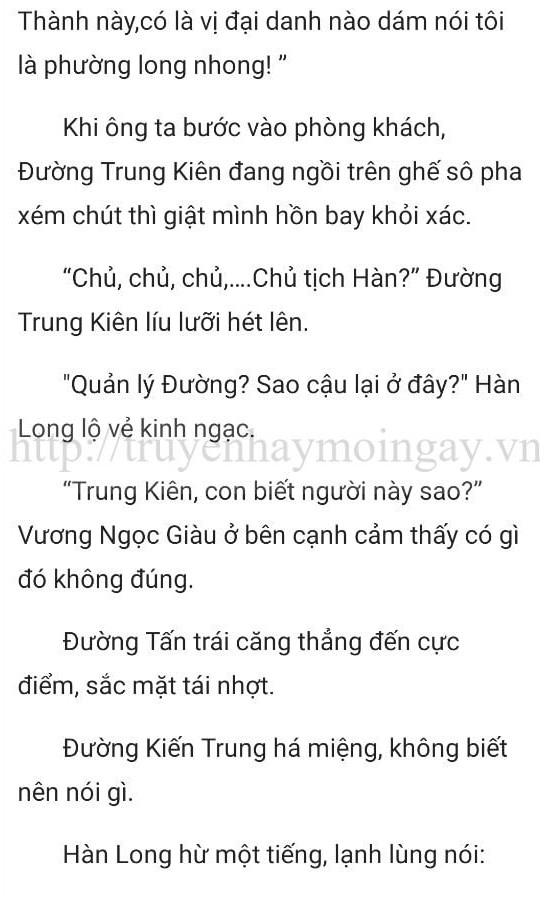 Thành này,có là vị đại danh nào dám nói tôi
là phường long nhong! ”
Khi ông ta bước vào phòng khách,
Đường Trung Kiên đang ngồi trên ghế sô pha
xém chút thì giật mình hồn bay khỏi xác.
“Chủ, chủ, chủ,....Chủ tịch Hàn?” Đường
Trung Kiên líu lưỡi hét lên.
"Quản lý Đường? Sao cậu lại ở đây?" Hàn
Long lộ vẻ kinh ngạc.
http://truyenhaymoingay.vn
“Trung Kiên, con biết người này sao?”
Vương Ngọc Giàu ở bên cạnh cảm thấy có gì
đó không đúng.
Đường Tấn trái căng thẳng đến cực
điểm, sắc mặt tái nhợt.
Đường Kiến Trung há miệng, không biết
nên nói gì.
Hàn Long hừ một tiếng, lạnh lùng nói: